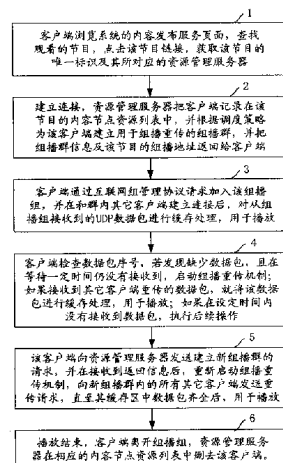 1
客户端浏览系统的内容发布服务页面，查找
观看的节目，点击该节目链接，获取该节目的
唯一标识及其所对应的资源管理服务器
2
建立连接，资源管理服务器把客户端记录在该
节目的内容节点资源列表中，并根据调度策略
为该客户端建立用于组播重传的组播群，并把
组播群信息及该节目的组播地址返回给客户端
3
客户端通过互联网组管理协议请求加入该组播
组，并在和群内其它客户端建立连接后，对从组
播组接收到的UDP数据包进行缓存处理，用于播放
4
客户端检查数据包序号，若发现缺少数据包，且在
等待一定时间仍没有接收到，启动组播重传机制；
如果接收到其它客户端重传的数据包，就将该数据
包进行缓存处理，用于播放；如果在设定时间内
没有接收到数据包，执行后续操作
5
该客户端向资源管理服务器发送建立新组播群的
请求，并在接收到返回信息后，重新启动组播重
传机制，向新组播群内的所有其它客户端发送重
传请求，直至其缓存区中数据包齐全后，用于播放
6
播放结束，客户端离开组播组，资源管理服务
器在相应的内容节点资源列表中删去该客户端。